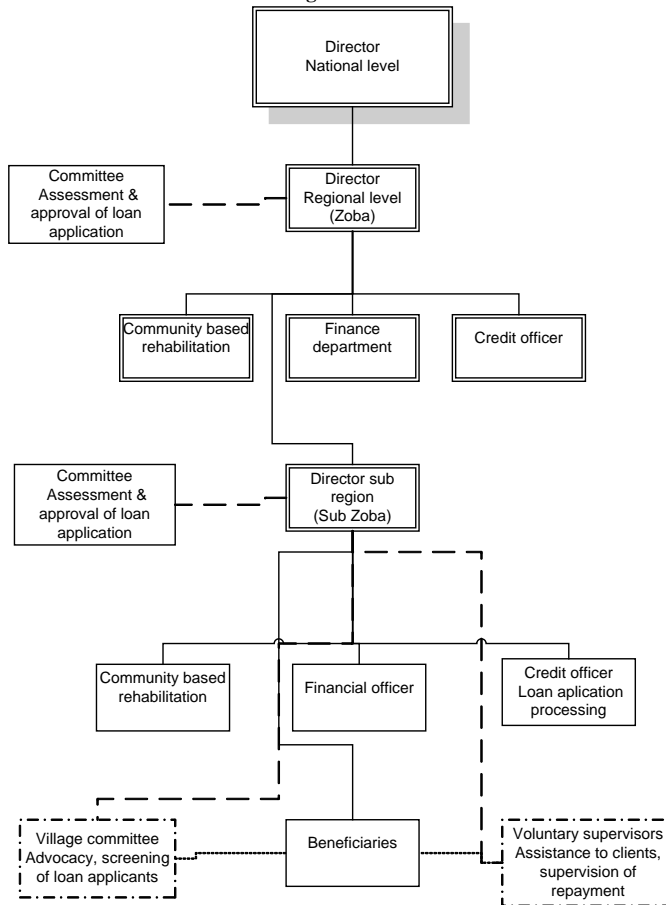 Director
National level
Committee
Assessment &
approval of loan
application
Director
Regional level
(Zoba)
Community based
rehabilitation
Finance
department
Credit officer
Committee
Assessment &
approval of loan
application
Director sub
region
(Sub Zoba)
Community based
rehabilitation
Financial officer
Credit officer
Loan aplication
processing
Village committee
Advocacy, screening
of loan applicants
Beneficiaries
Voluntary supervisors
Assistance to clients,
supervision of
repayment